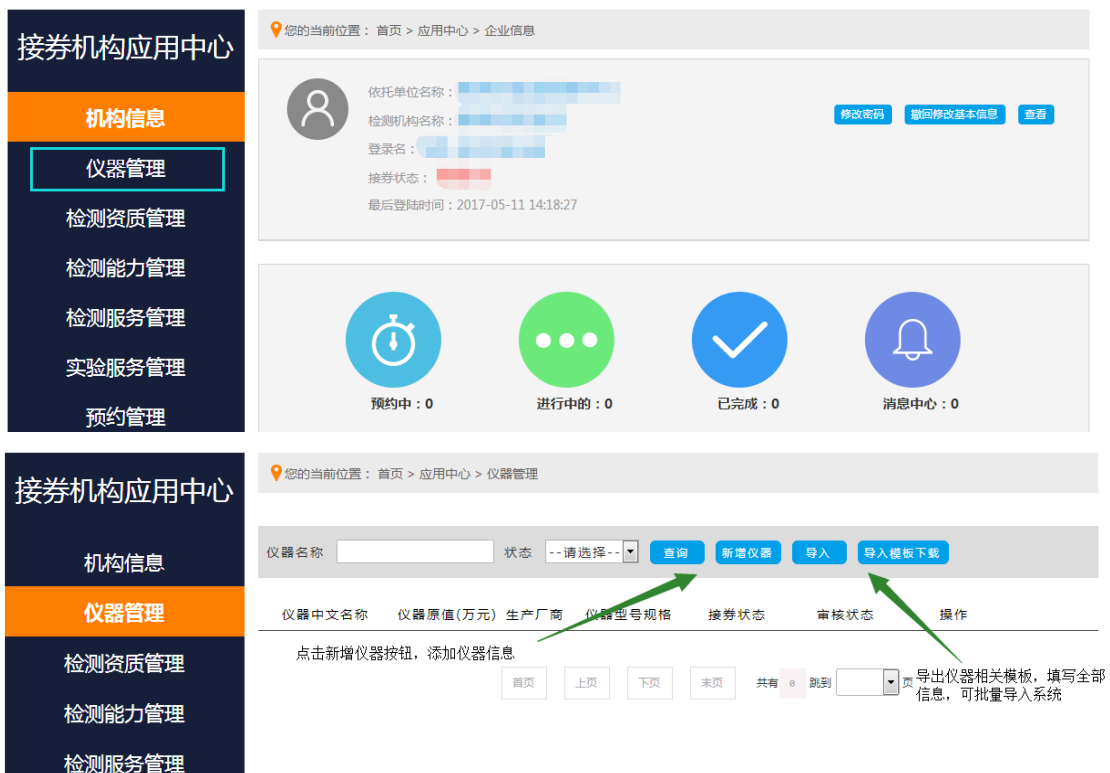 接券机构应用中心
机构信息
仪器管理
检测资质管理
检测能力管理
检测服务管理
实验服务管理
预约管理
您的当前位置： 首页 > 应用中心 > 企业信息
依托单位名称：
检测机构名称：
登录名：
接券状态：
最后登陆时间：2017-05-11 14:18:27
修改密码 撤回修改基本信息 查看
预约中：0 进行中的：0 已完成：0 消息中心：0
接券机构应用中心
机构信息
仪器管理
检测资质管理
检测能力管理
检测服务管理
您的当前位置： 首页 > 应用中心 > 仪器管理
仪器名称 状态 --请选择-- 查询 新增仪器 导入 导入模板下载
仪器中文名称 仪器原值(万元) 生产厂商 仪器型号规格 接券状态 审核状态 操作
点击新增仪器按钮，添加仪器信息
首页 上页 下页 末页 共有 0 跳到 页
导出仪器相关模板，填写全部
信息，可批量导入系统